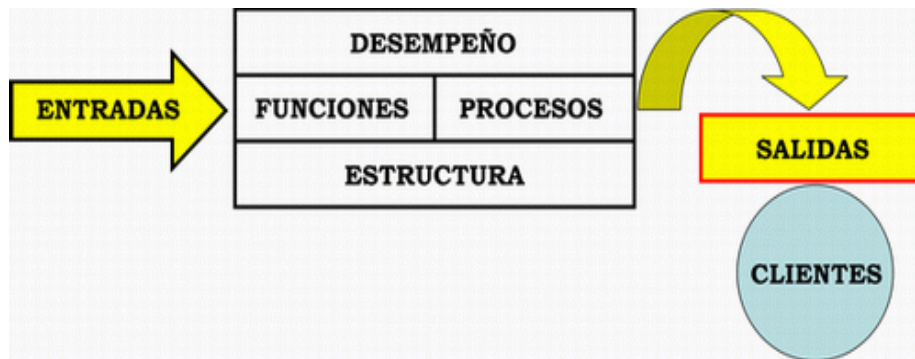 DESEMPEÑO
ENTRADAS
FUNCIONES
PROCESOS
ESTRUCTURA
SALIDAS
CLIENTES